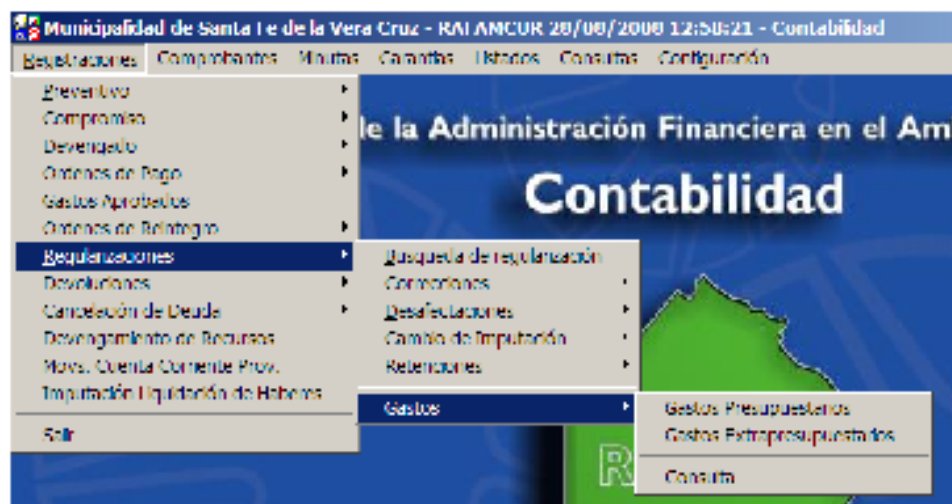 Municipalidad de Santa Fe de la Vera Cruz - RAFAMCUR 28/08/2008 12:58:21 - Contabilidad
Registraciones Comprobantes Minutas Garantías Listados Consultas Configuración
Preventivo
Compromiso
Devengado
Ordenes de Pago
Gastos Aprobados
Ordenes de Reintegro
Regularizaciones
Devoluciones
Cancelación de Deuda
Devengamiento de Recursos
Movs. Cuenta Corriente Prov.
Imputación Liquidación de Haberes
Salir
de la Administración Financiera en el Am
Contabilidad
Búsqueda de regularización
Correcciones
Desafectaciones
Cambio de Imputación
Retenciones
Gastos
Gastos Presupuestarios
Gastos Extrapresupuestarios
Consulta
R